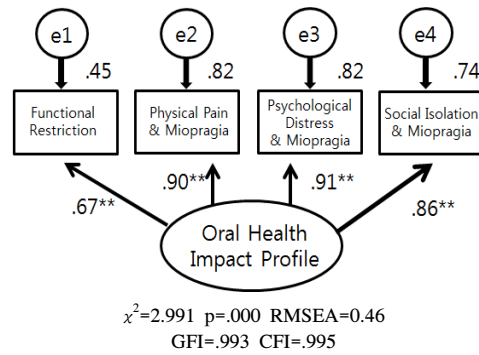 e1 e2 e3 e4
.45 .82 .82 .74
Functional
Restriction
Physical Pain
& Miopragia
Psychological
Distress
& Miopragia
Social Isolation
& Miopragia
.67** .90** .91** .86**
Oral Health
Impact Profile
χ²=2.991 p=.000 RMSEA=0.46
GFI=.993 CFI=.995